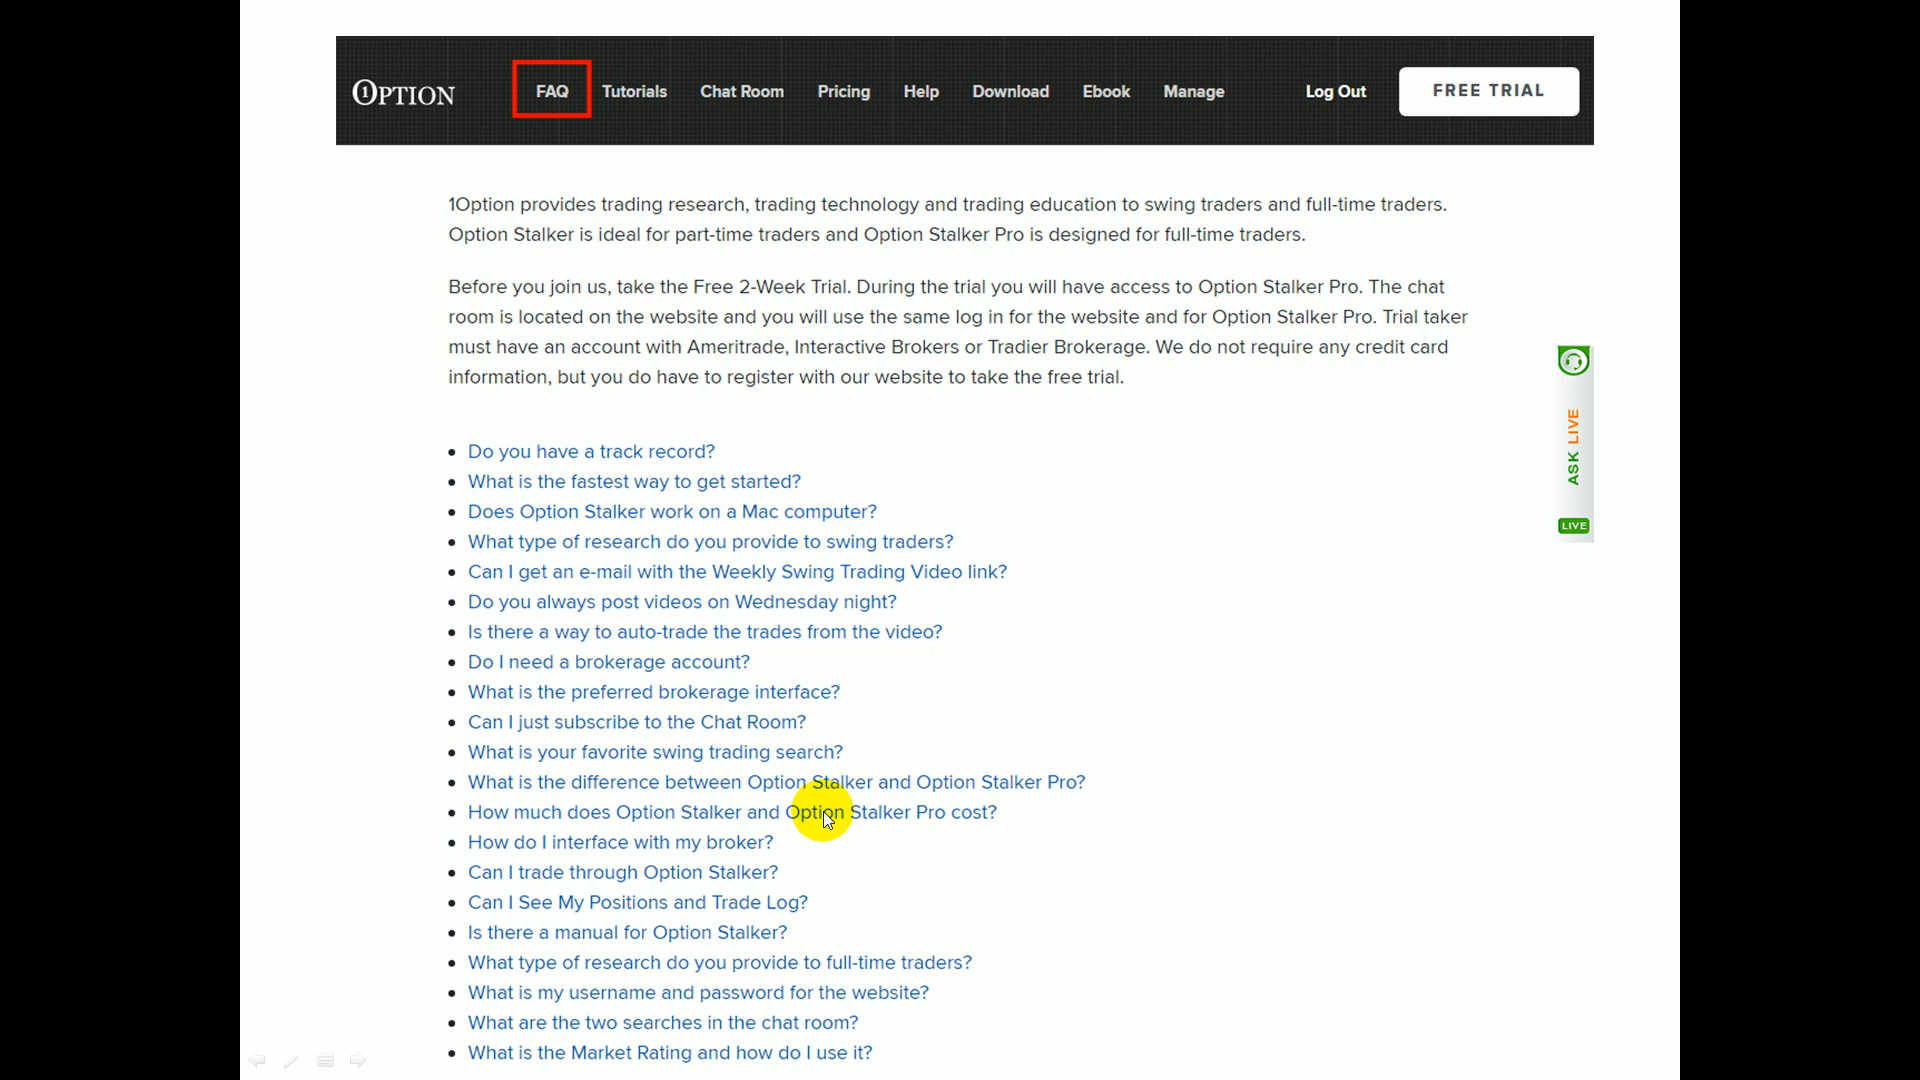 1OPTION
FAQ
Tutorials
Chat Room
Pricing
Help
Download
Ebook
Manage
Log Out
FREE TRIAL
1Option provides trading research, trading technology and trading education to swing traders and full-time traders.
Option Stalker is ideal for part-time traders and Option Stalker Pro is designed for full-time traders.
Before you join us, take the Free 2-Week Trial. During the trial you will have access to Option Stalker Pro. The chat
room is located on the website and you will use the same log in for the website and for Option Stalker Pro. Trial taker
must have an account with Ameritrade, Interactive Brokers or Tradier Brokerage. We do not require any credit card
information, but you do have to register with our website to take the free trial.
ASK LIVE
LIVE
Do you have a track record?
What is the fastest way to get started?
Does Option Stalker work on a Mac computer?
What type of research do you provide to swing traders?
Can I get an e-mail with the Weekly Swing Trading Video link?
Do you always post videos on Wednesday night?
Is there a way to auto-trade the trades from the video?
Do I need a brokerage account?
What is the preferred brokerage interface?
Can I just subscribe to the Chat Room?
What is your favorite swing trading search?
What is the difference between Option Stalker and Option Stalker Pro?
How much does Option Stalker and Option Stalker Pro cost?
How do I interface with my broker?
Can I trade through Option Stalker?
Can I See My Positions and Trade Log?
Is there a manual for Option Stalker?
What type of research do you provide to full-time traders?
What is my username and password for the website?
What are the two searches in the chat room?
What is the Market Rating and how do I use it?